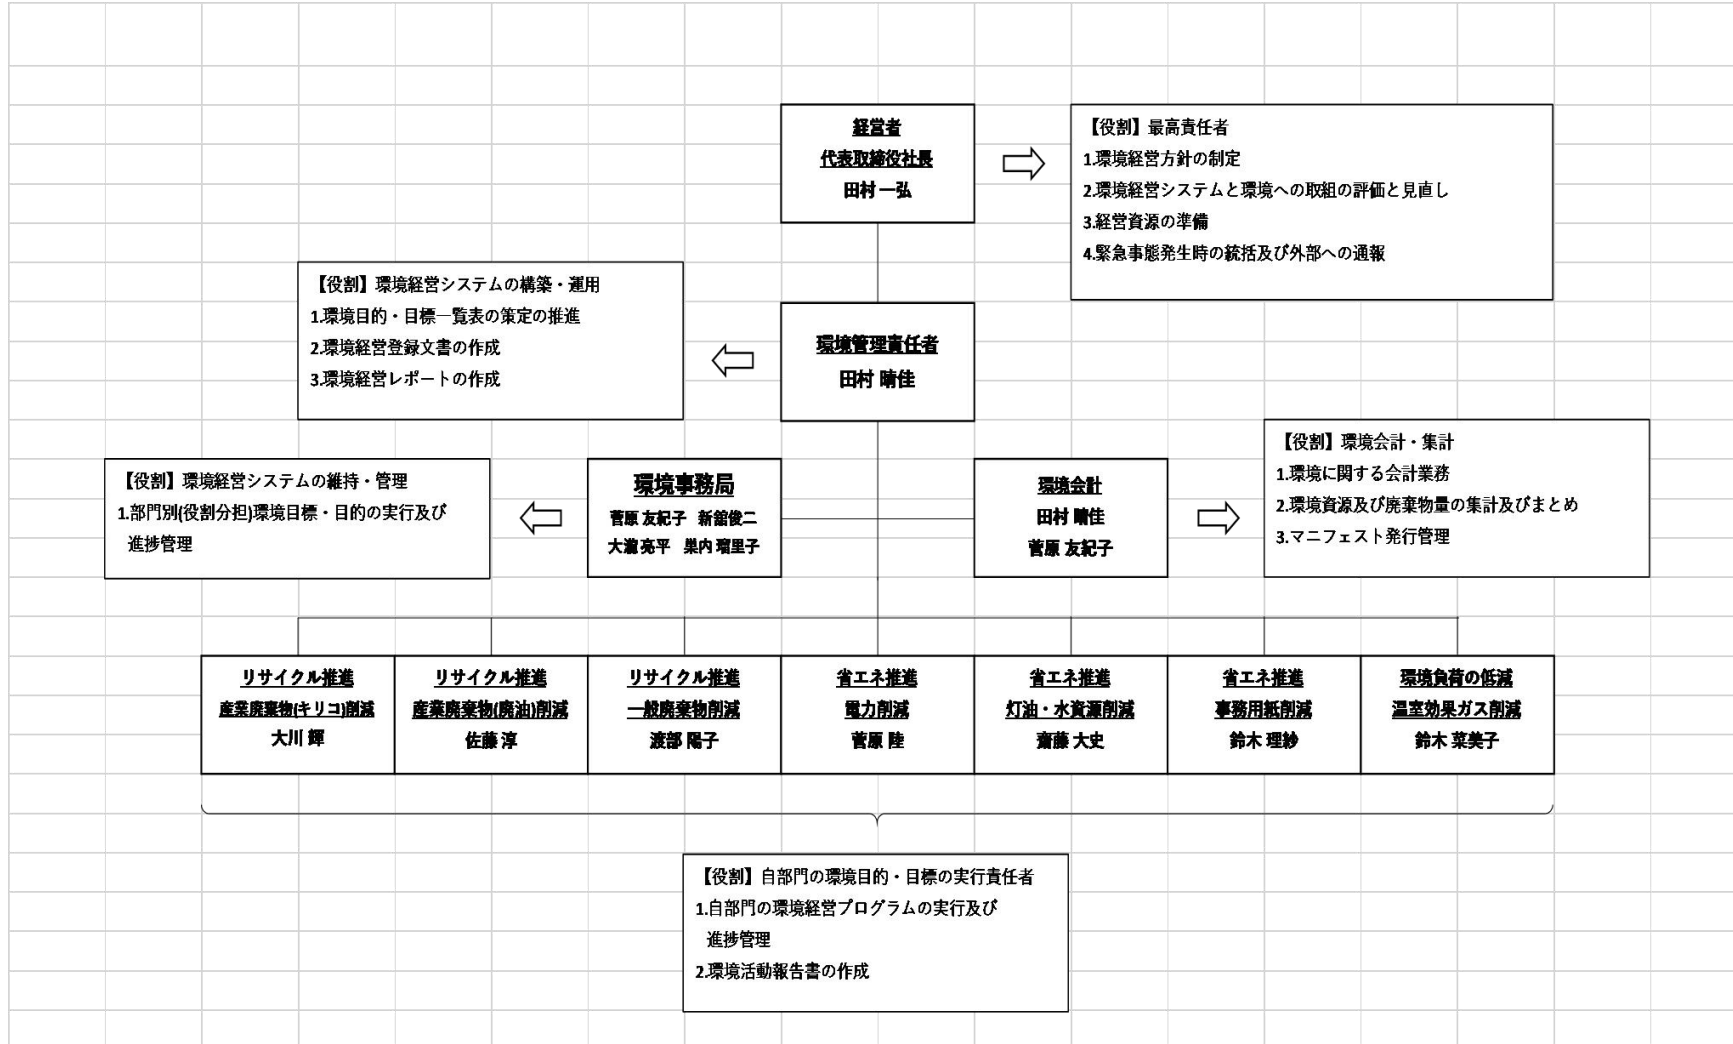 経営者
代表取締役社長
田村 一弘
【役割】最高責任者
1.環境経営方針の制定
2.環境経営システムと環境への取組の評価と見直し
3.経営資源の準備
4.緊急事態発生時の統括及び外部への通報
【役割】環境経営システムの構築・運用
1.環境目的・目標一覧表の策定の推進
2.環境経営登録文書の作成
3.環境経営レポートの作成
環境管理責任者
田村 晴佳
【役割】環境経営システムの維持・管理
1.部門別(役割分担)環境目標・目的の実行及び
進捗管理
環境事務局
菅原 友紀子 新舘俊二
大瀧 亮平 巣内 瑠里子
環境会計
田村 晴佳
菅原 友紀子
【役割】環境会計・集計
1.環境に関する会計業務
2.環境資源及び廃棄物量の集計及びまとめ
3.マニフェスト発行管理
リサイクル推進
産業廃棄物(キリコ)削減
大川 輝
リサイクル推進
産業廃棄物(廃油)削減
佐藤 淳
リサイクル推進
一般廃棄物削減
渡部 陽子
省エネ推進
電力削減
菅原 陸
省エネ推進
灯油・水資源削減
齋藤 大史
省エネ推進
事務用紙削減
鈴木 理紗
環境負荷の低減
温室効果ガス削減
鈴木 菜美子
【役割】自部門の環境目的・目標の実行責任者
1.自部門の環境経営プログラムの実行及び
進捗管理
2.環境活動報告書の作成